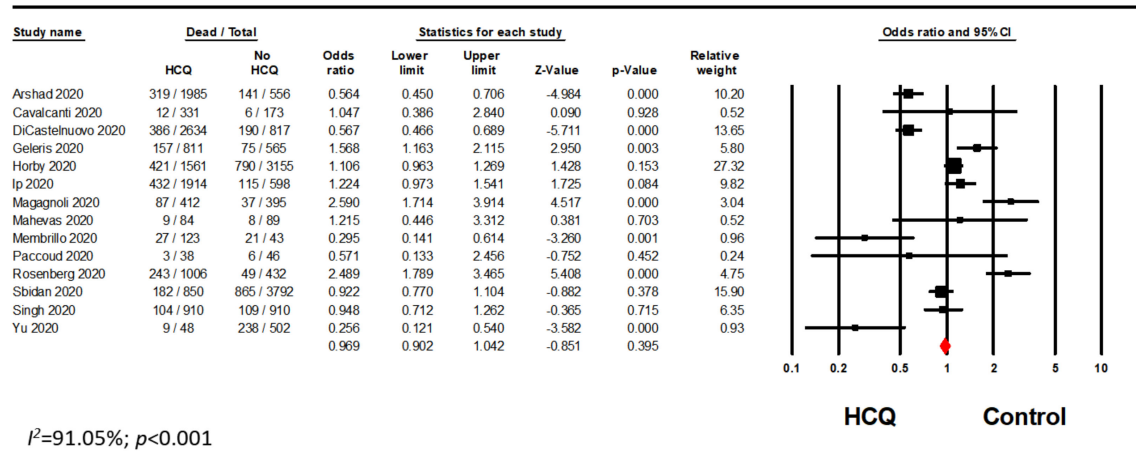 Study name Dead / Total Statistics for each study Odds ratio and 95% CI
HCQ No HCQ Odds ratio Lower limit Upper limit Z-Value p-Value Relative weight
Arshad 2020 319 / 1985 141 / 556 0.564 0.450 0.706 -4.984 0.000 10.20
Cavalcanti 2020 12 / 331 6 / 173 1.047 0.386 2.840 0.090 0.928 0.52
DiCastelnuovo 2020 386 / 2634 190 / 817 0.567 0.466 0.689 -5.711 0.000 13.65
Geleris 2020 157 / 811 75 / 565 1.568 1.163 2.115 2.950 0.003 5.80
Horby 2020 421 / 1561 790 / 3155 1.106 0.963 1.269 1.428 0.153 27.32
Ip 2020 432 / 1914 115 / 598 1.224 0.973 1.541 1.725 0.084 9.82
Magagnoli 2020 87 / 412 37 / 395 2.590 1.714 3.914 4.517 0.000 3.04
Mahevas 2020 9 / 84 8 / 89 1.215 0.446 3.312 0.381 0.703 0.52
Membrillo 2020 27 / 123 21 / 43 0.295 0.141 0.614 -3.260 0.001 0.96
Paccoud 2020 3 / 38 6 / 46 0.571 0.133 2.456 -0.752 0.452 0.24
Rosenberg 2020 243 / 1006 49 / 432 2.489 1.789 3.465 5.408 0.000 4.75
Sbidan 2020 182 / 850 865 / 3792 0.922 0.770 1.104 -0.882 0.378 15.90
Singh 2020 104 / 910 109 / 910 0.948 0.712 1.262 -0.365 0.715 6.35
Yu 2020 9 / 48 238 / 502 0.256 0.121 0.540 -3.582 0.000 0.93
0.969 0.902 1.042 -0.851 0.395
0.1 0.2 0.5 1 2 5 10
HCQ Control
I²=91.05%; p<0.001